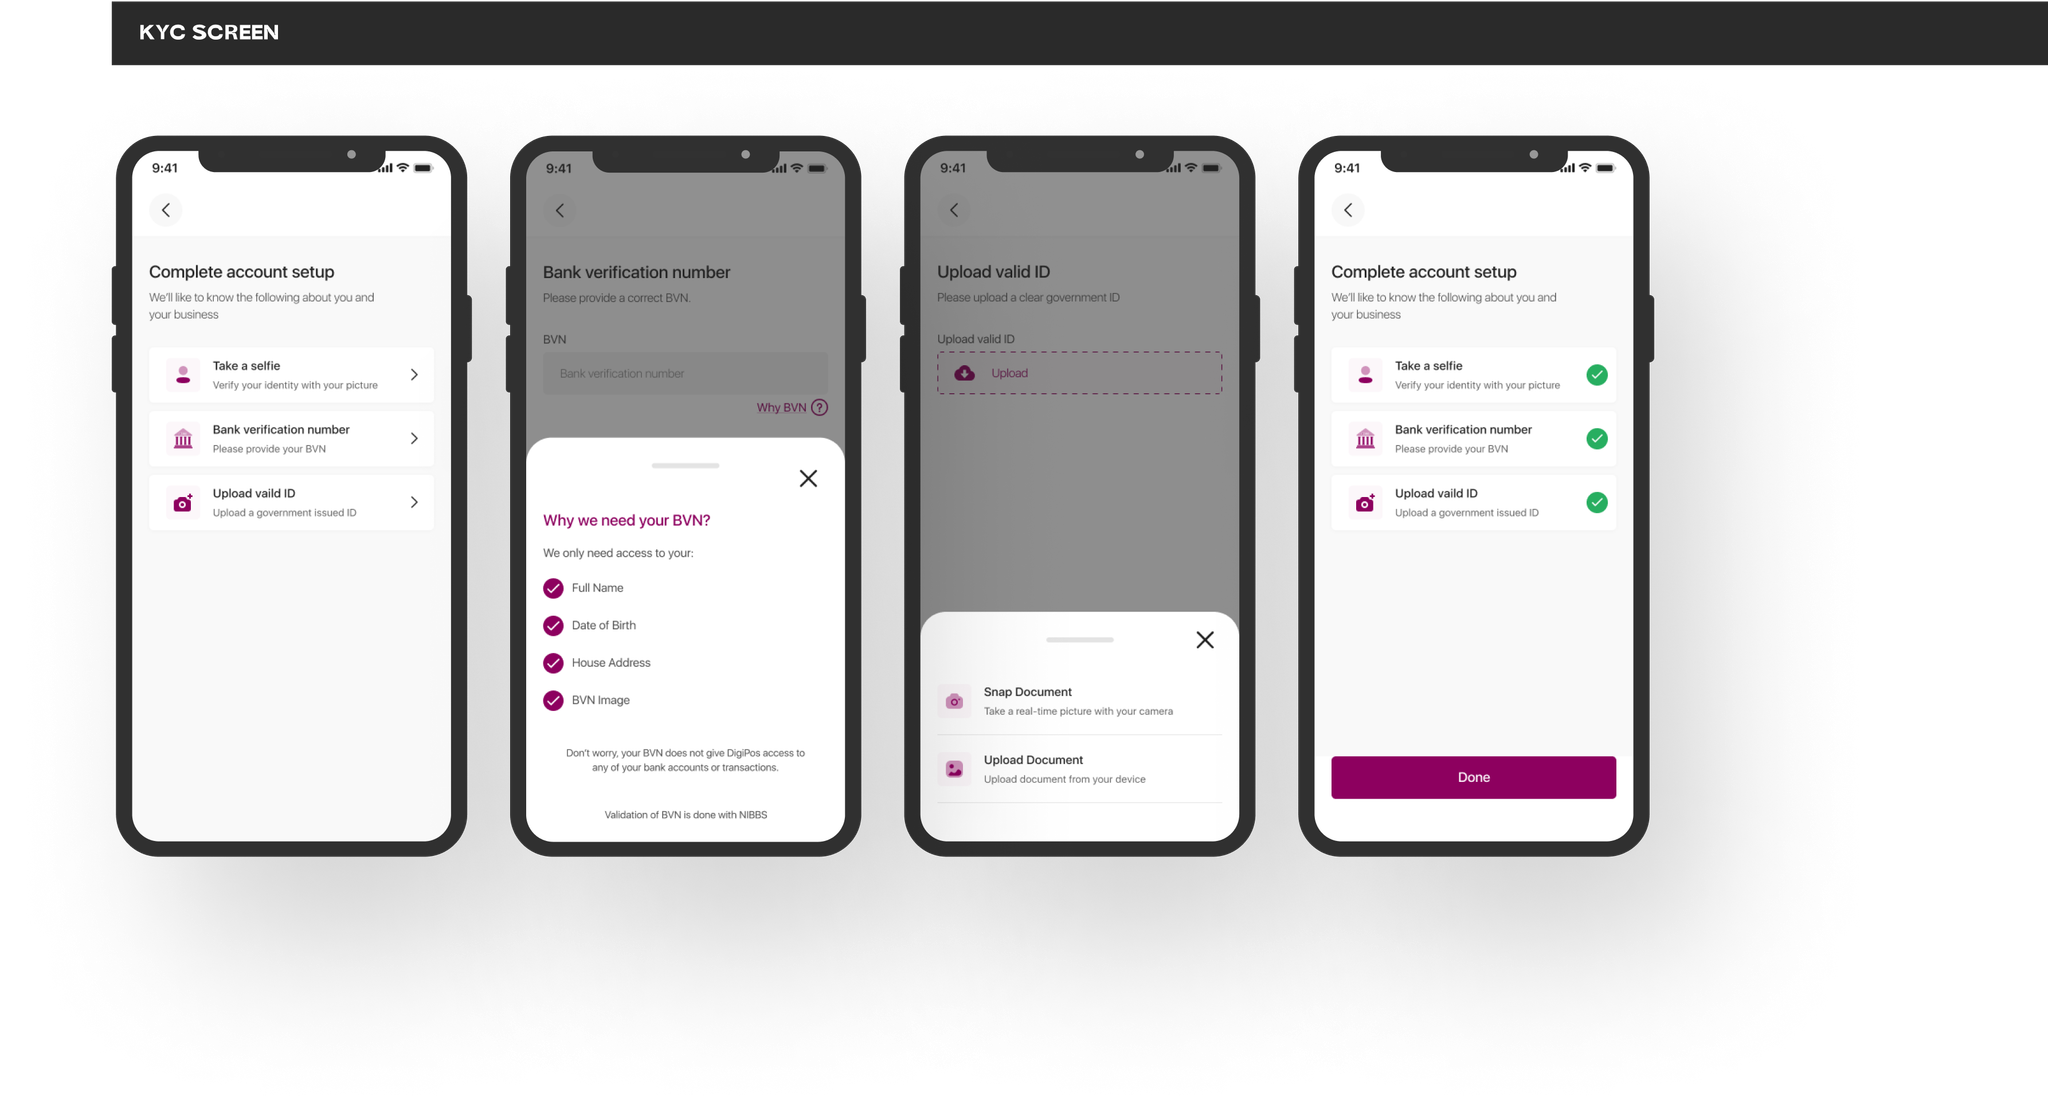 KYC SCREEN
9:41
Complete account setup
We'll like to know the following about you and
your business
Take a selfie
Verify your identity with your picture
Bank verification number
Please provide your BVN
Upload vaild ID
Upload a government issued ID
9:41
Bank verification number
Please provide a correct BVN.
BVN
Bank verification number
Why BVN ?
Why we need your BVN?
We only need access to your:
Full Name
Date of Birth
House Address
BVN Image
Don't worry, your BVN does not give DigiPos access to
any of your bank accounts or transactions.
Validation of BVN is done with NIBBS
9:41
Upload valid ID
Please upload a clear government ID
Upload valid ID
Upload
Snap Document
Take a real-time picture with your camera
Upload Document
Upload document from your device
9:41
Complete account setup
We'll like to know the following about you and
your business
Take a selfie
Verify your identity with your picture
Bank verification number
Please provide your BVN
Upload vaild ID
Upload a government issued ID
Done